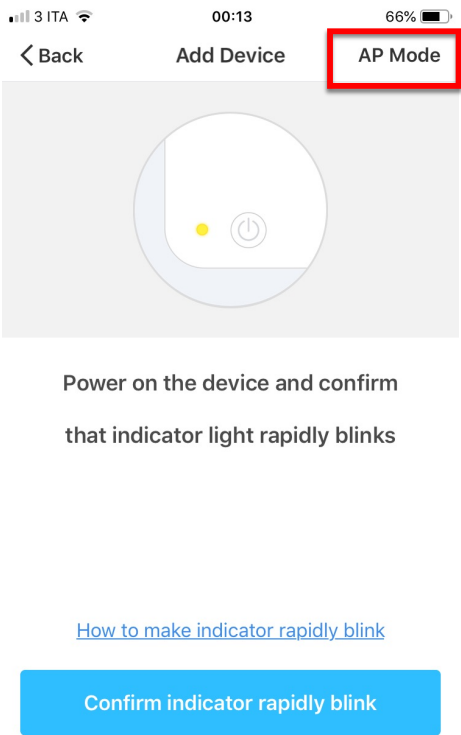 3 ITA 00:13 66%
Back Add Device AP Mode
Power on the device and confirm
that indicator light rapidly blinks
How to make indicator rapidly blink
Confirm indicator rapidly blink